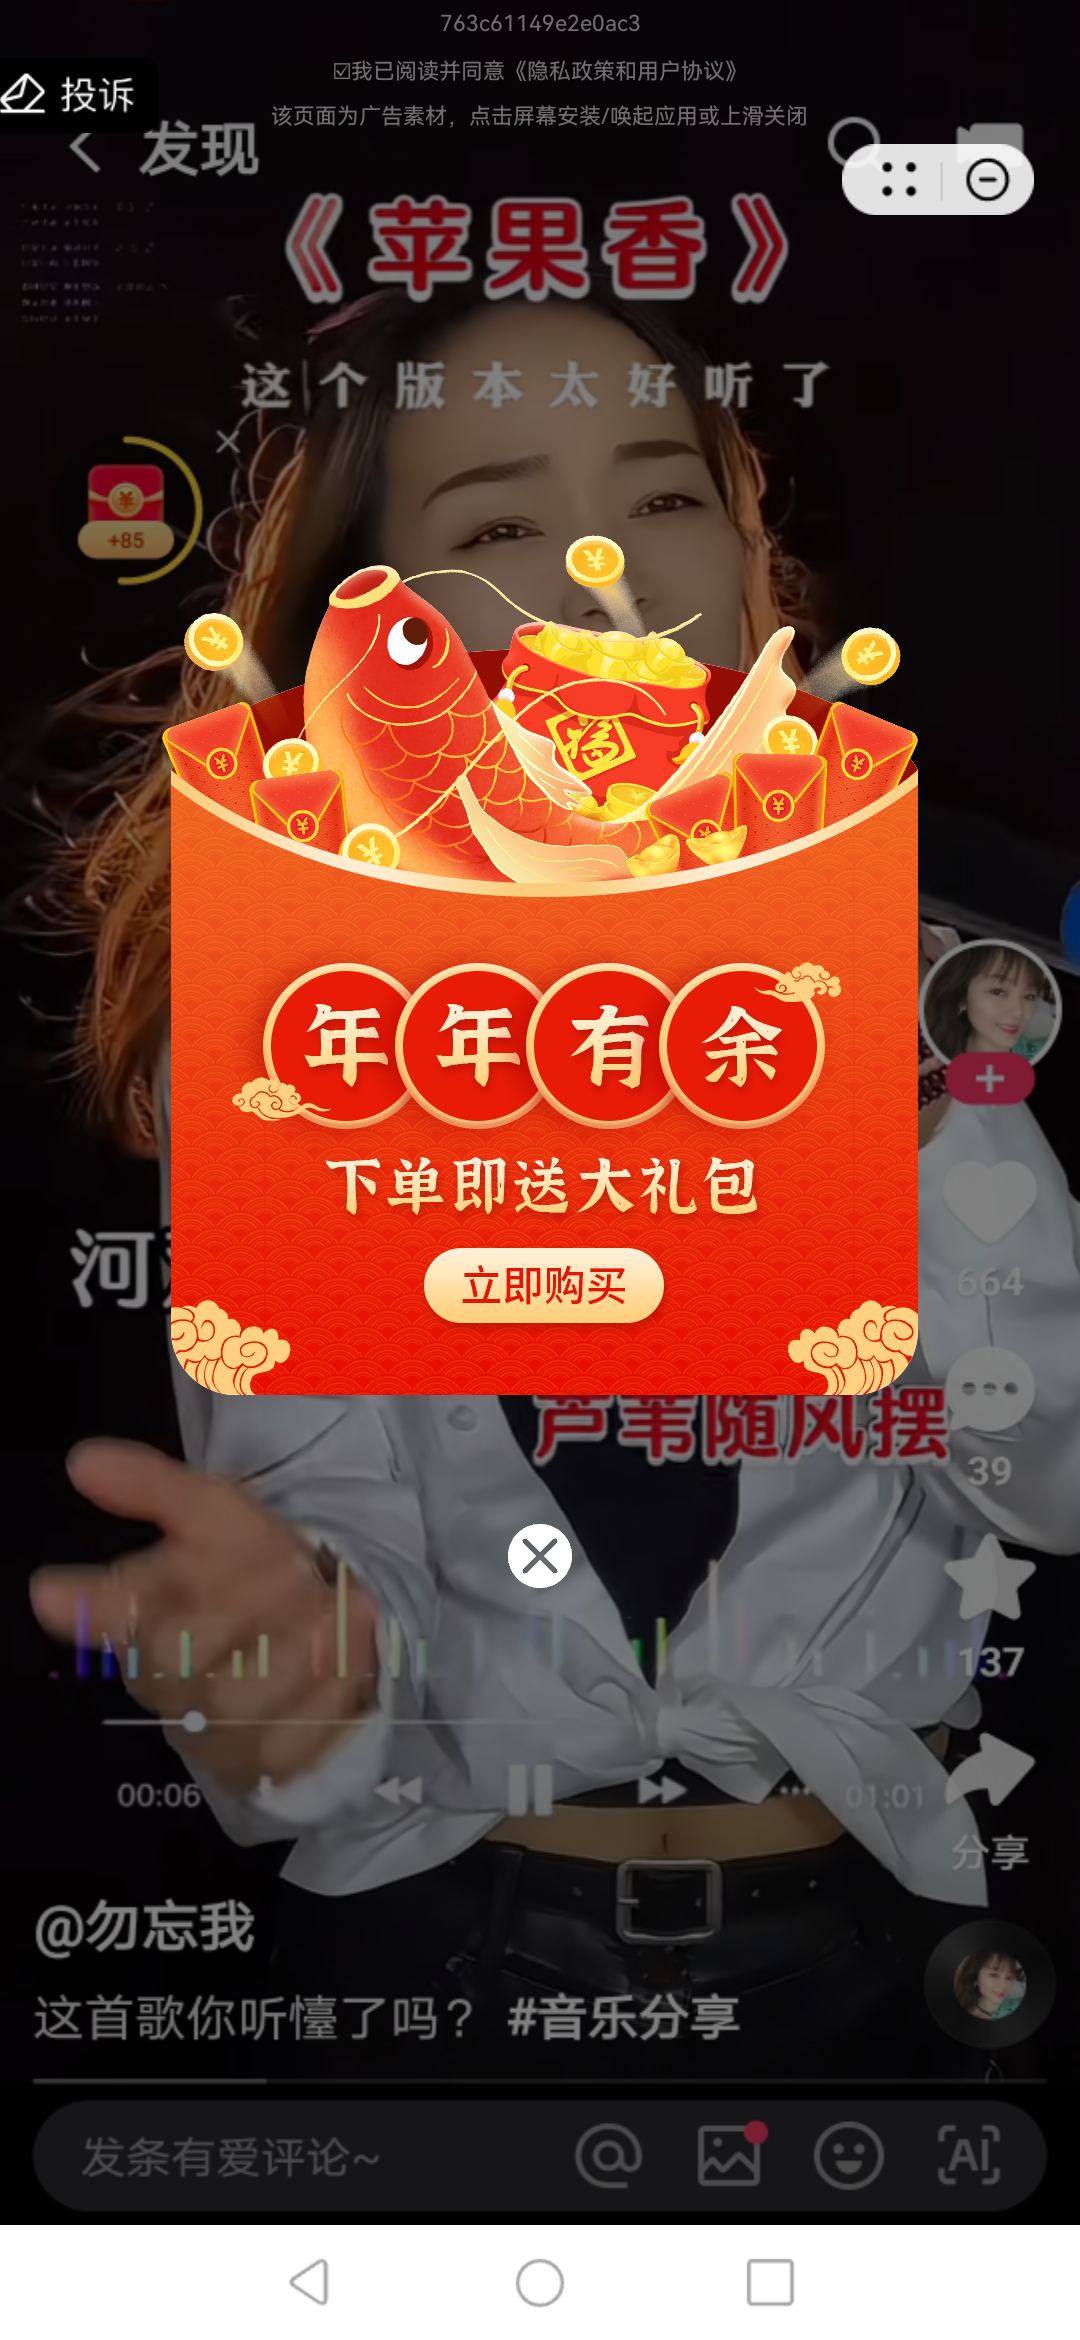 763c61149e2e0ac3
☑我已阅读并同意《隐私政策和用户协议》
投诉
该页面为广告素材，点击屏幕安装/唤起应用或上滑关闭
发现
《苹果香》
这个版本太好听了
+85
福
年年有余
下单即送大礼包
河
立即购买
664
芦苇随风摆
39
137
00:06
01:01
分享
@勿忘我
这首歌你听懂了吗？ #音乐分享
发条有爱评论~
AI